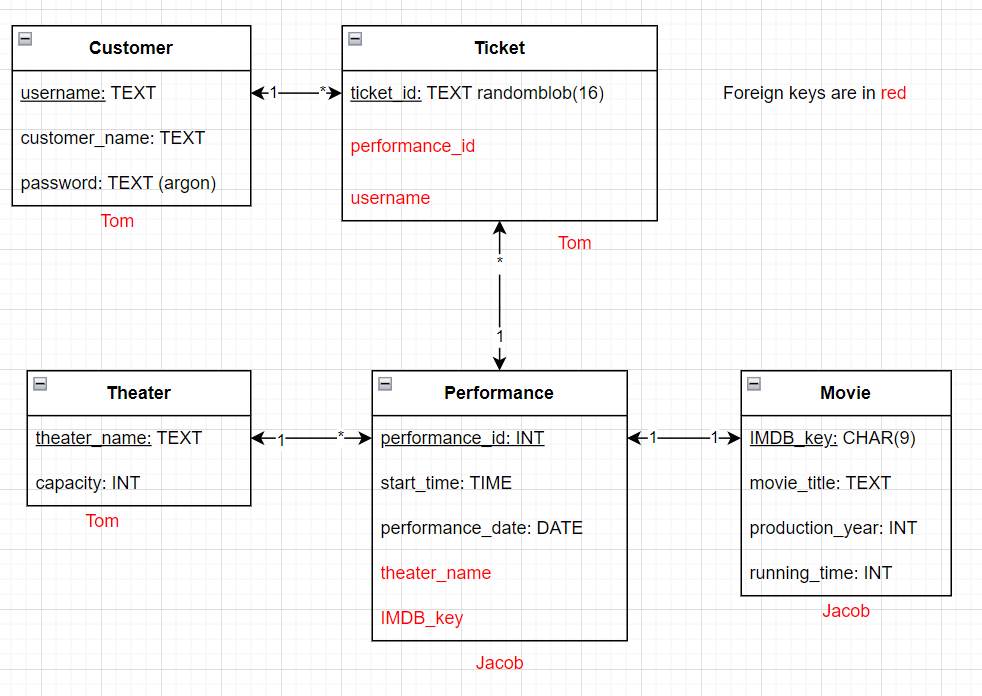 Customer
username: TEXT
customer_name: TEXT
password: TEXT (argon)
Tom
1
*
Ticket
ticket_id: TEXT randomblob(16)
performance_id
username
Tom
Foreign keys are in red
*
1
Theater
theater_name: TEXT
capacity: INT
Tom
1
*
Performance
performance_id: INT
start_time: TIME
performance_date: DATE
theater_name
IMDB_key
Jacob
1
1
Movie
IMDB_key: CHAR(9)
movie_title: TEXT
production_year: INT
running_time: INT
Jacob